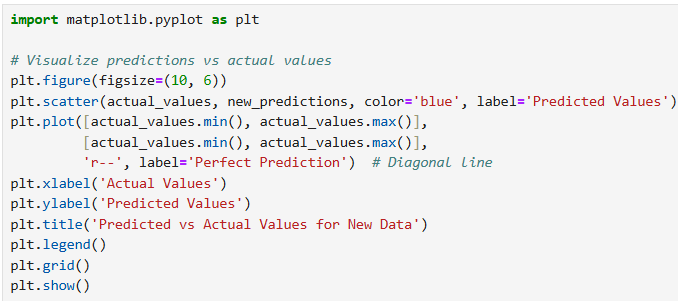 import matplotlib.pyplot as plt
# Visualize predictions vs actual values
plt.figure(figsize=(10, 6))
plt.scatter(actual_values, new_predictions, color='blue', label='Predicted Values')
plt.plot([actual_values.min(), actual_values.max()],
         [actual_values.min(), actual_values.max()],
         'r--', label='Perfect Prediction')  # Diagonal line
plt.xlabel('Actual Values')
plt.ylabel('Predicted Values')
plt.title('Predicted vs Actual Values for New Data')
plt.legend()
plt.grid()
plt.show()